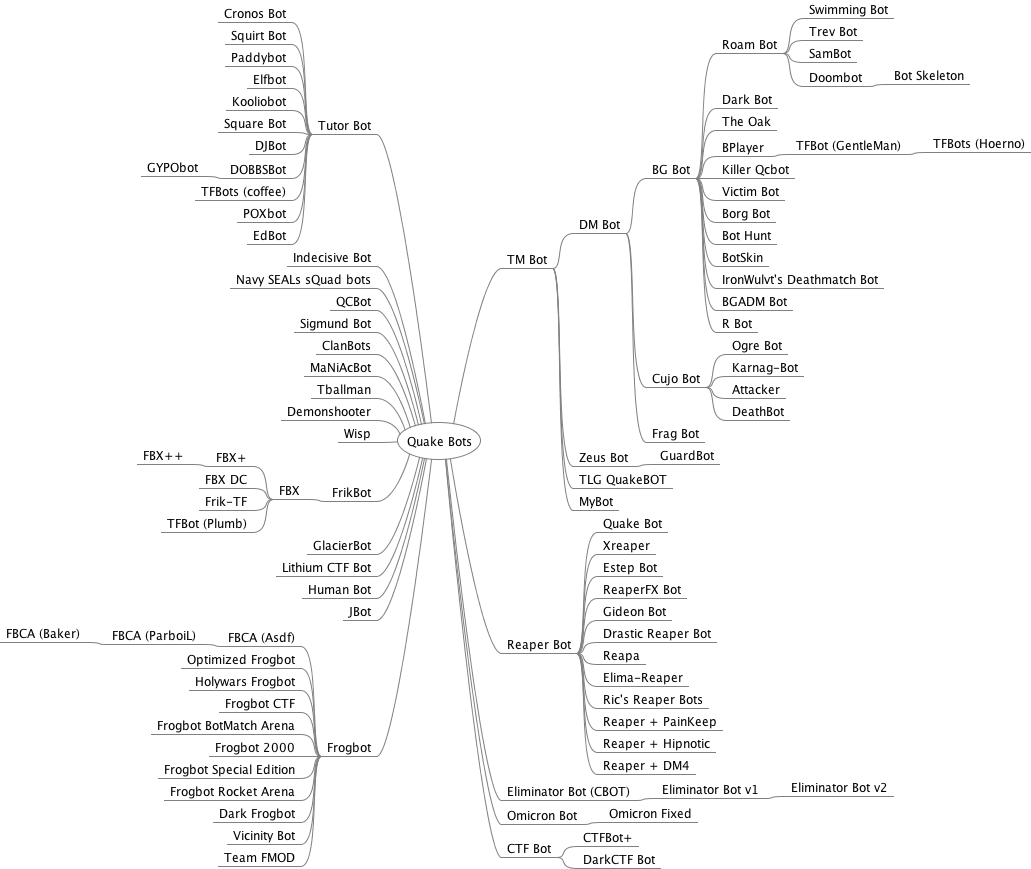 Quake Bots
Tutor Bot
Cronos Bot
Squirt Bot
Paddybot
Elfbot
Kooliobot
Square Bot
DJBot
DOBBSBot
GYPObot
TFBots (coffee)
POXbot
EdBot
Indecisive Bot
Navy SEALs sQuad bots
QCBot
Sigmund Bot
ClanBots
MaNiAcBot
Tballman
Demonshooter
Wisp
FrikBot
FBX
FBX+
FBX++
FBX DC
Frik-TF
TFBot (Plumb)
GlacierBot
Lithium CTF Bot
Human Bot
JBot
Frogbot
FBCA (Asdf)
FBCA (ParboiL)
FBCA (Baker)
Optimized Frogbot
Holywars Frogbot
Frogbot CTF
Frogbot BotMatch Arena
Frogbot 2000
Frogbot Special Edition
Frogbot Rocket Arena
Dark Frogbot
Vicinity Bot
Team FMOD
TM Bot
DM Bot
BG Bot
Roam Bot
Swimming Bot
Trev Bot
SamBot
Doombot
Bot Skeleton
Dark Bot
The Oak
BPlayer
TFBot (GentleMan)
TFBots (Hoerno)
Killer Qcbot
Victim Bot
Borg Bot
Bot Hunt
BotSkin
IronWulvt's Deathmatch Bot
BGADM Bot
R Bot
Cujo Bot
Ogre Bot
Karnag-Bot
Attacker
DeathBot
Frag Bot
Zeus Bot
GuardBot
TLG QuakeBOT
MyBot
Reaper Bot
Quake Bot
Xreaper
Estep Bot
ReaperFX Bot
Gideon Bot
Drastic Reaper Bot
Reapa
Elima-Reaper
Ric's Reaper Bots
Reaper + PainKeep
Reaper + Hipnotic
Reaper + DM4
Eliminator Bot (CBOT)
Eliminator Bot v1
Eliminator Bot v2
Omicron Bot
Omicron Fixed
CTF Bot
CTFBot+
DarkCTF Bot